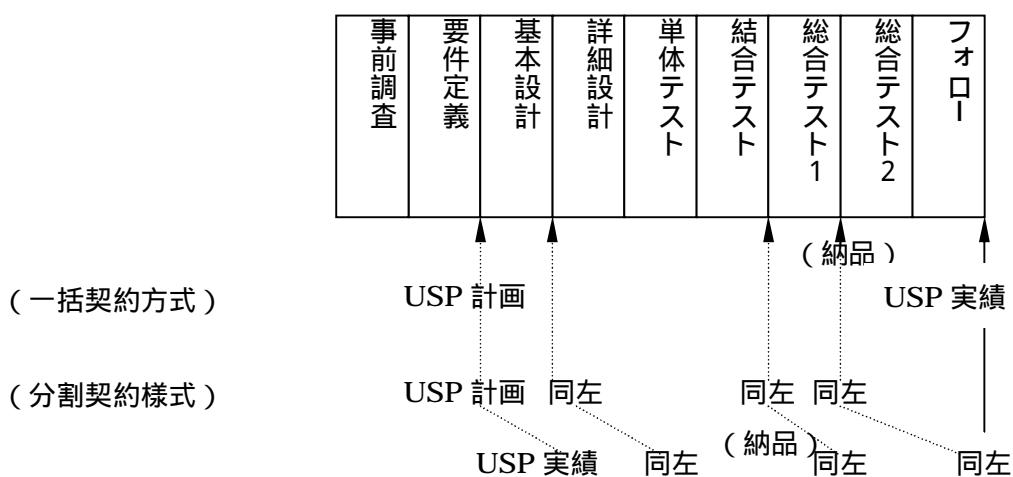 事前調査
要件定義
基本設計
詳細設計
単体テスト
結合テスト
総合テスト1
総合テスト2
フォロー
(納品)
(一括契約方式) USP 計画 USP 実績
(分割契約様式) USP 計画 同左 同左 同左
(納品)
USP 実績 同左 同左 同左